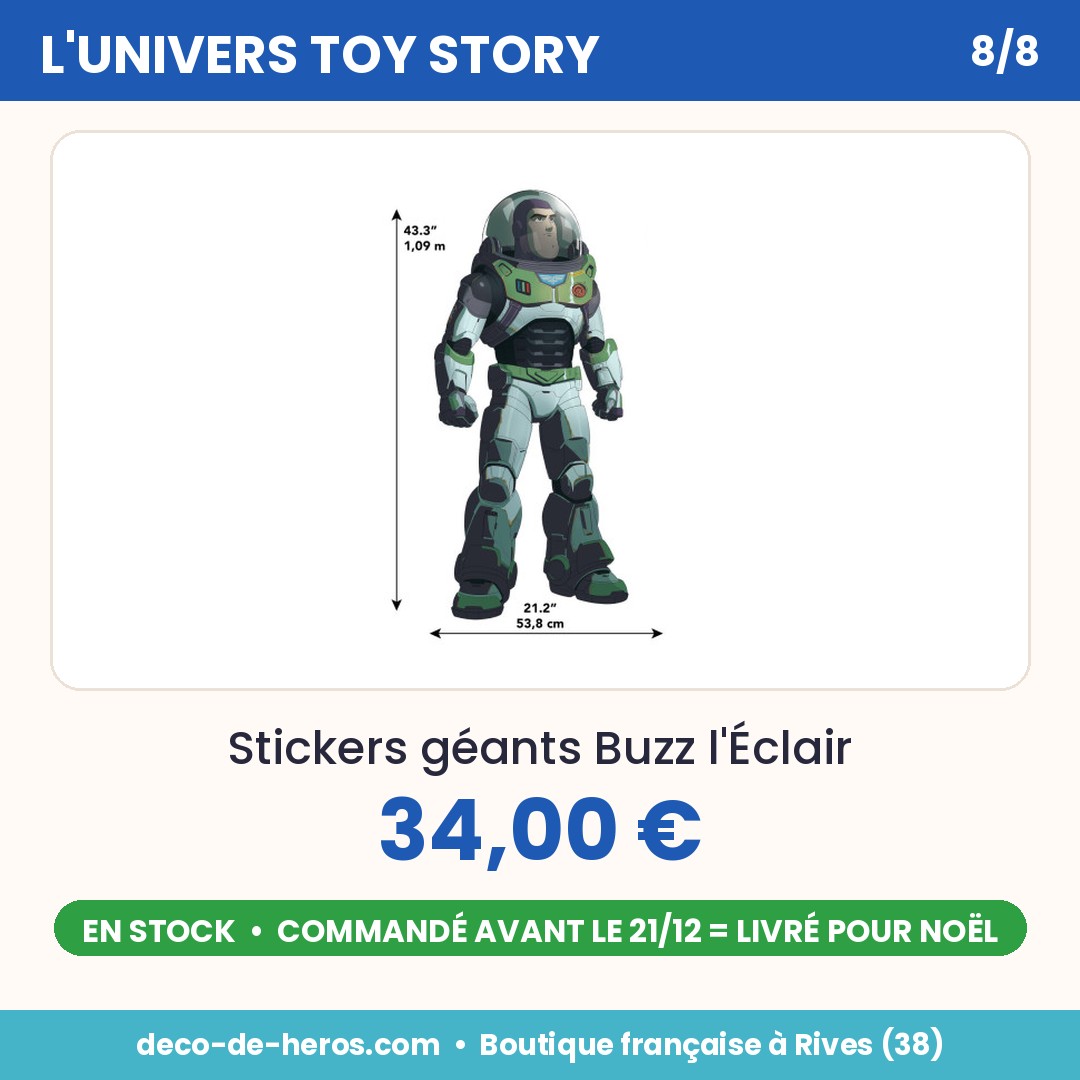 L'UNIVERS TOY STORY
8/8
43.3"
1,09 m
21.2"
53,8 cm
Stickers géants Buzz l'Éclair
34,00 €
EN STOCK • COMMANDÉ AVANT LE 21/12 = LIVRÉ POUR NOËL
deco-de-heros.com • Boutique française à Rives (38)